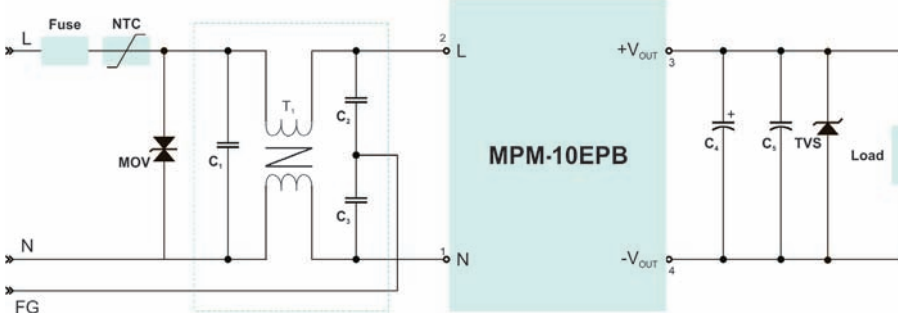 Fuse NTC
L
2
L
+VOUT
3
T1
C2
C1
MOV
MPM-10EPB
+
C4
C5
TVS
Load
C3
N
1
N
-VOUT
4
FG